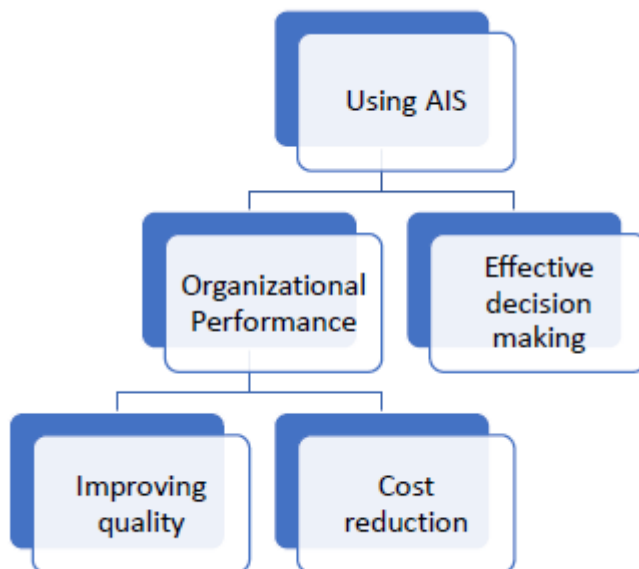 Using AIS
Organizational
Performance
Effective
decision
making
Improving
quality
Cost
reduction